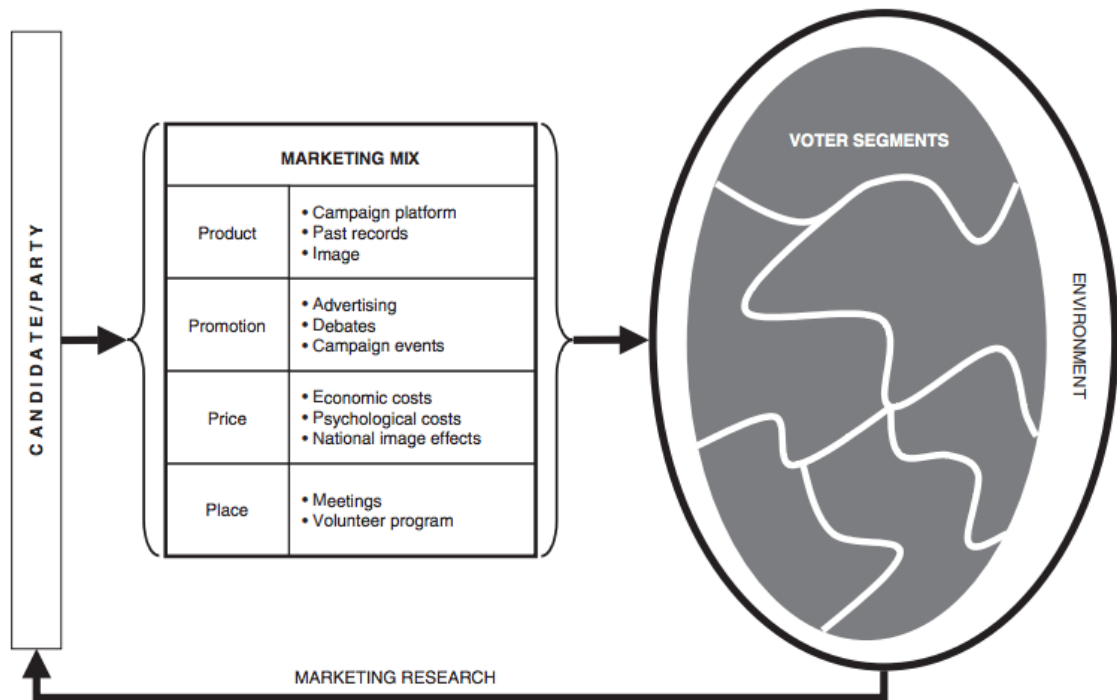 CANDIDATE/PARTY
MARKETING MIX
Product
• Campaign platform
• Past records
• Image
Promotion
• Advertising
• Debates
• Campaign events
Price
• Economic costs
• Psychological costs
• National image effects
Place
• Meetings
• Volunteer program
VOTER SEGMENTS
ENVIRONMENT
MARKETING RESEARCH